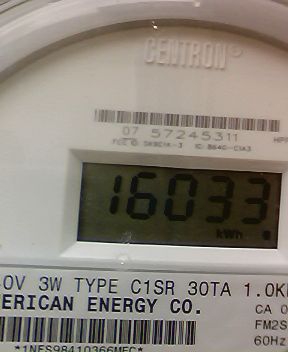 CENTRON®
07 57245311
16033
kWh
0V 3W TYPE C1SR 30TA 1.0K
ERICAN ENERGY CO.
CA 0
FM2S
60Hz
*1NES98410366MEC*